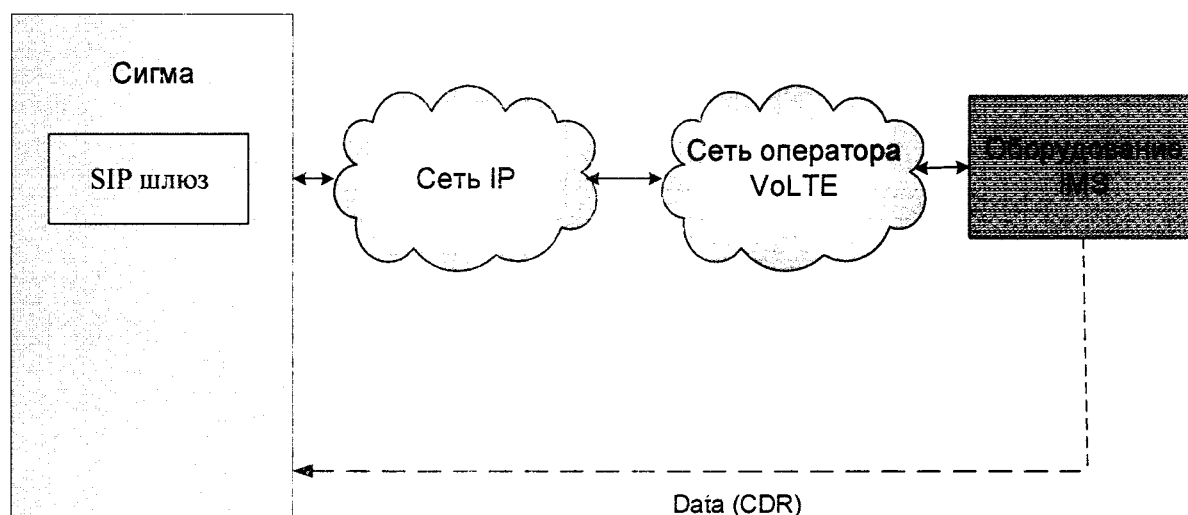 Сигма
SIP шлюз
Сеть IP
Сеть оператора
VoLTE
Оборудование
IMS
Data (CDR)